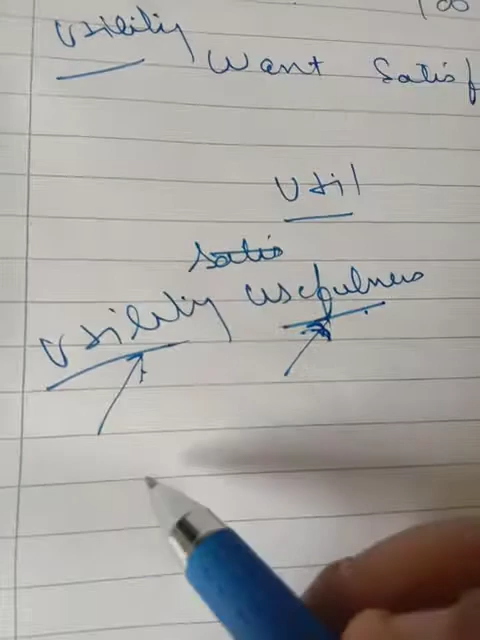 Utility
Want Satisf
Util
satis
Utility usefulness